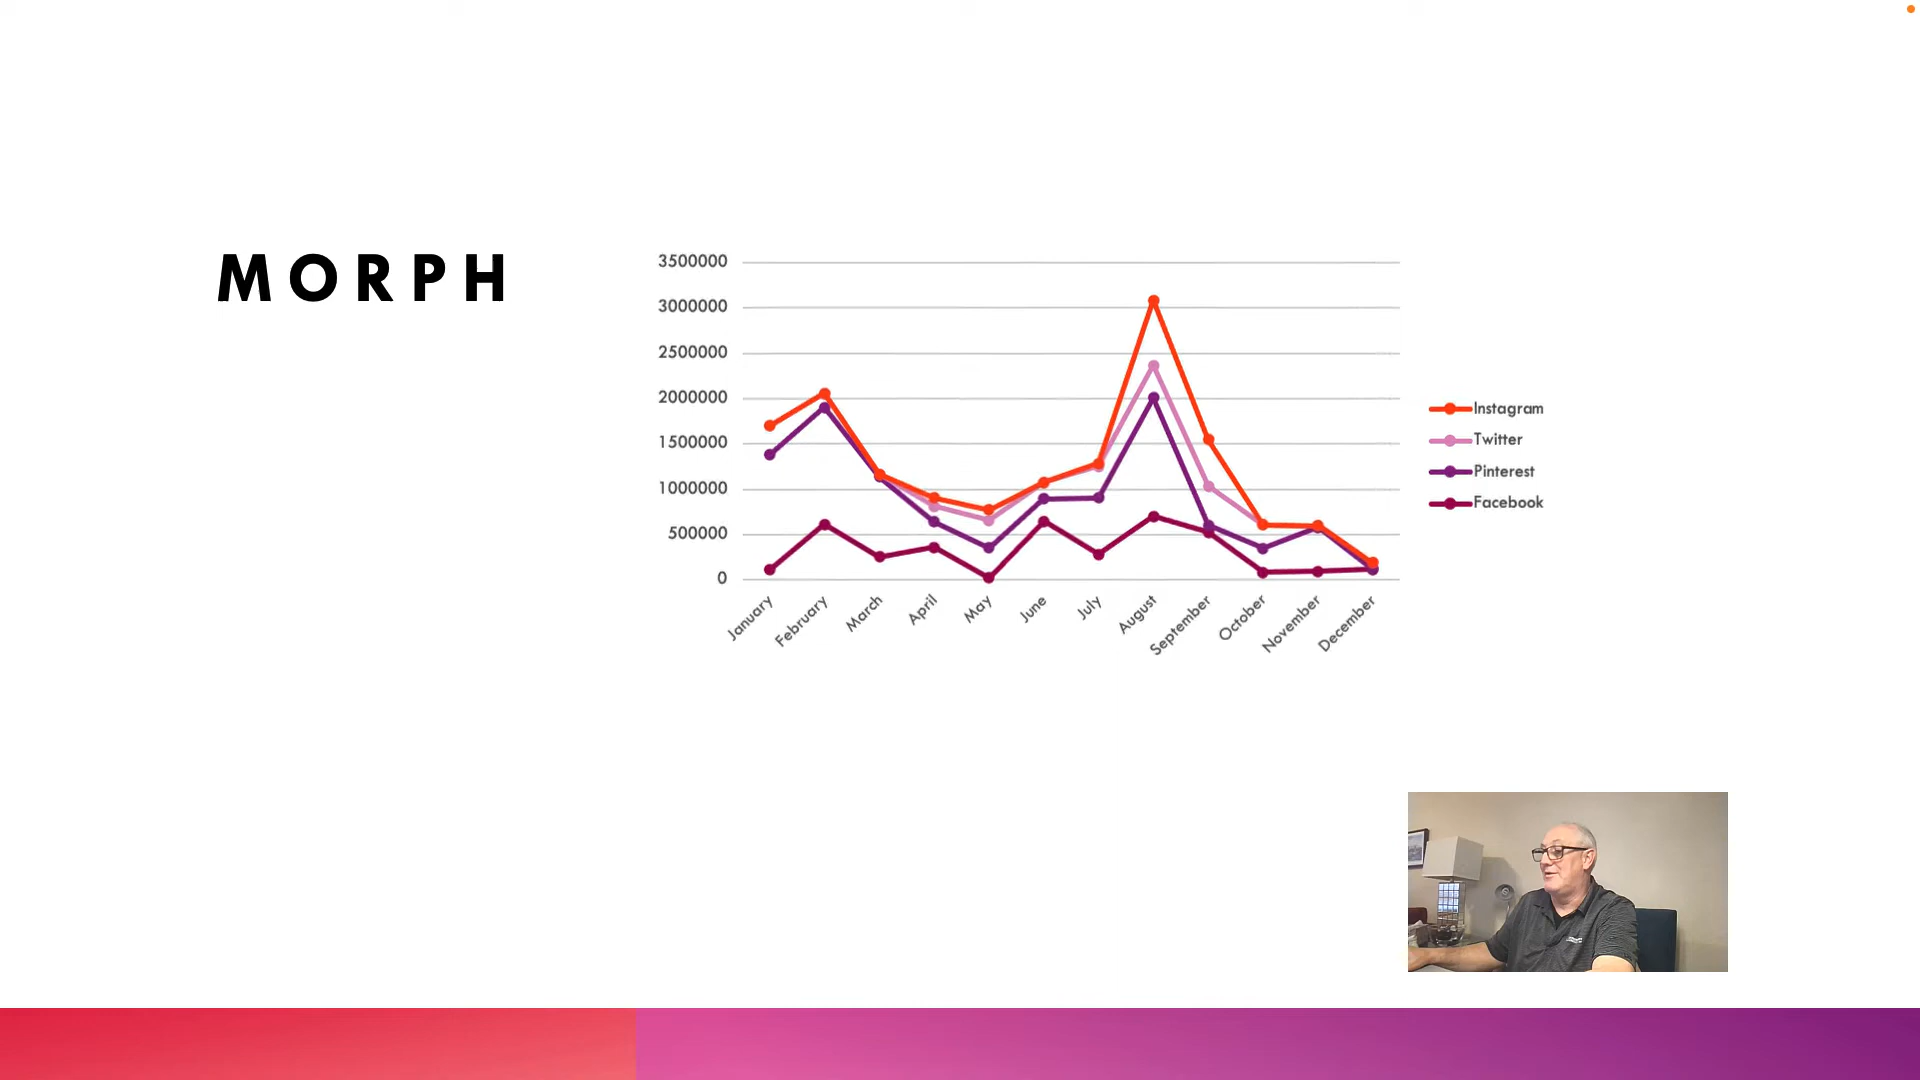 MORPH
3500000
3000000
2500000
2000000
1500000
1000000
500000
0
January
February
March
April
May
June
July
August
September
October
November
December
Instagram
Twitter
Pinterest
Facebook